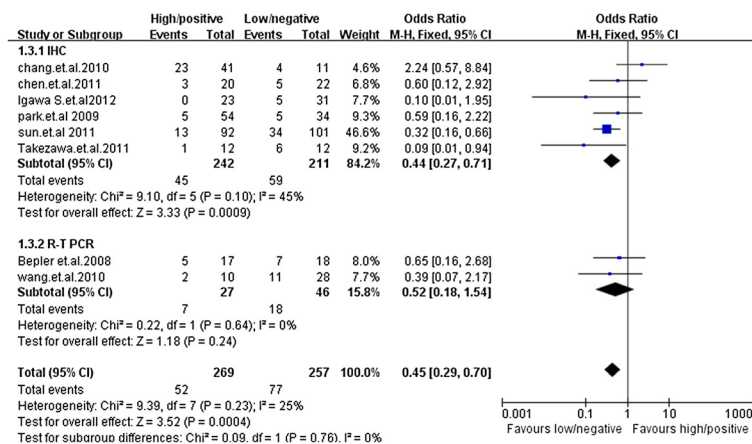 High/positive Low/negative Odds Ratio Odds Ratio
Study or Subgroup Events Total Events Total Weight M-H, Fixed, 95% CI M-H, Fixed, 95% CI
1.3.1 IHC
chang.et.al.2010 23 41 4 11 4.6% 2.24 [0.57, 8.84]
chen.et.al.2011 3 20 5 22 6.8% 0.60 [0.12, 2.92]
Igawa S.et.al2012 0 23 5 31 8.0% 0.10 [0.01, 1.95]
park.et.al 2009 5 54 5 34 9.3% 0.59 [0.16, 2.22]
sun.et.al 2011 13 92 34 101 46.6% 0.32 [0.16, 0.66]
Takezawa.et.al.2011 1 12 6 12 9.2% 0.09 [0.01, 0.94]
Subtotal (95% CI) 242 211 84.2% 0.44 [0.27, 0.71]
Total events 45 59
Heterogeneity: Chi² = 9.10, df = 5 (P = 0.10); I² = 45%
Test for overall effect: Z = 3.33 (P = 0.0009)
1.3.2 R-T PCR
Bepler.et.al.2008 5 17 7 18 8.0% 0.65 [0.16, 2.68]
wang.et.al.2010 2 10 11 28 7.7% 0.39 [0.07, 2.17]
Subtotal (95% CI) 27 46 15.8% 0.52 [0.18, 1.54]
Total events 7 18
Heterogeneity: Chi² = 0.22, df = 1 (P = 0.64); I² = 0%
Test for overall effect: Z = 1.18 (P = 0.24)
Total (95% CI) 269 257 100.0% 0.45 [0.29, 0.70]
Total events 52 77
Heterogeneity: Chi² = 9.39, df = 7 (P = 0.23); I² = 25%
Test for overall effect: Z = 3.52 (P = 0.0004)
Test for subgroup differences: Chi² = 0.09, df = 1 (P = 0.76), I² = 0%
0.001 0.1 1 10 1000
Favours low/negative Favours high/positive